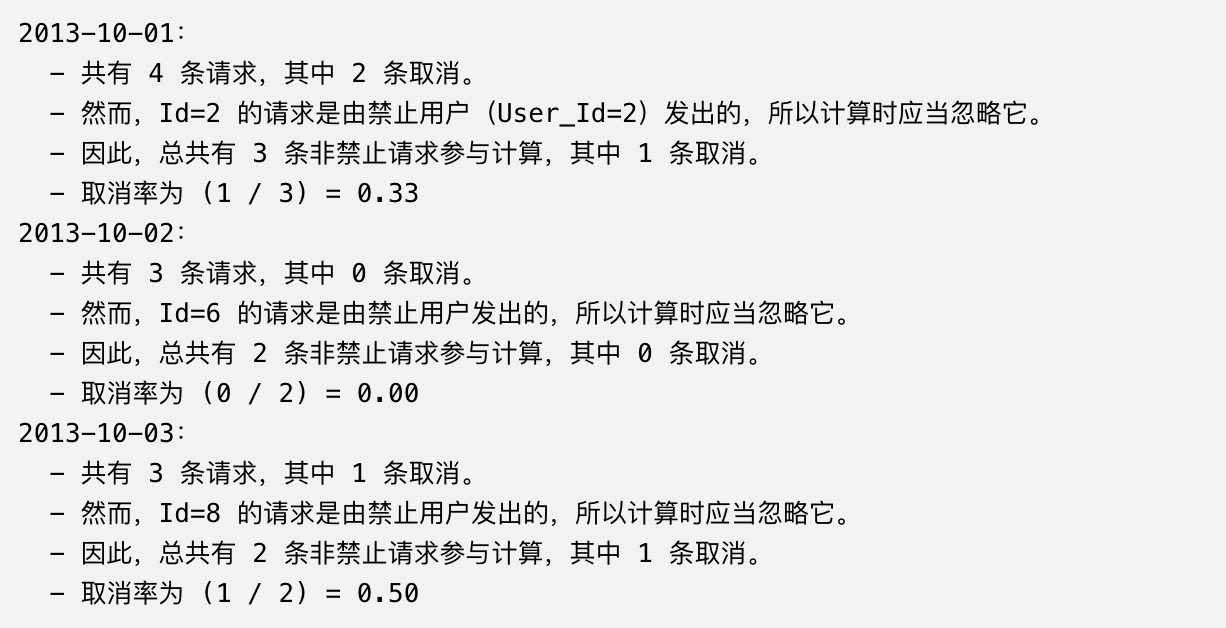 2013-10-01：
- 共有 4 条请求，其中 2 条取消。
- 然而，Id=2 的请求是由禁止用户（User_Id=2）发出的，所以计算时应当忽略它。
- 因此，总共有 3 条非禁止请求参与计算，其中 1 条取消。
- 取消率为 (1 / 3) = 0.33
2013-10-02：
- 共有 3 条请求，其中 0 条取消。
- 然而，Id=6 的请求是由禁止用户发出的，所以计算时应当忽略它。
- 因此，总共有 2 条非禁止请求参与计算，其中 0 条取消。
- 取消率为 (0 / 2) = 0.00
2013-10-03：
- 共有 3 条请求，其中 1 条取消。
- 然而，Id=8 的请求是由禁止用户发出的，所以计算时应当忽略它。
- 因此，总共有 2 条非禁止请求参与计算，其中 1 条取消。
- 取消率为 (1 / 2) = 0.50